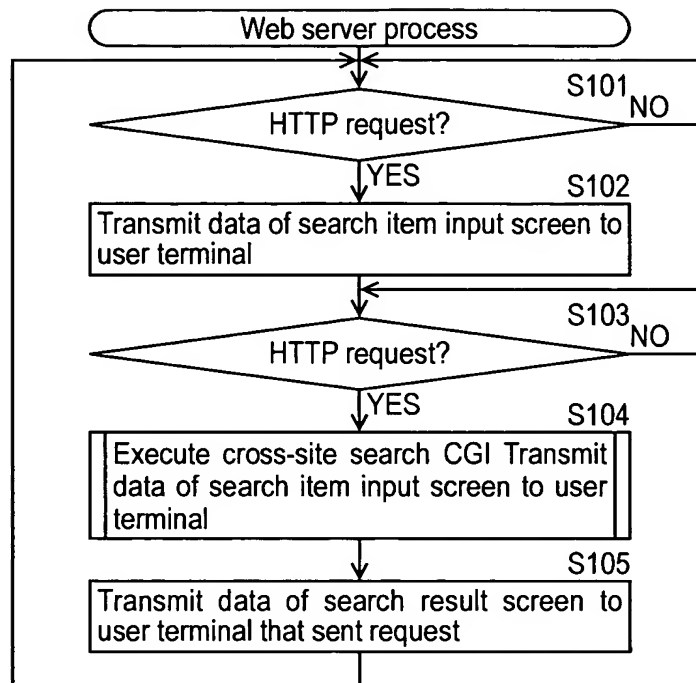 Web server process
S101
HTTP request?
NO
YES
S102
Transmit data of search item input screen to
user terminal
S103
HTTP request?
NO
YES
S104
Execute cross-site search CGI Transmit
data of search item input screen to user
terminal
S105
Transmit data of search result screen to
user terminal that sent request